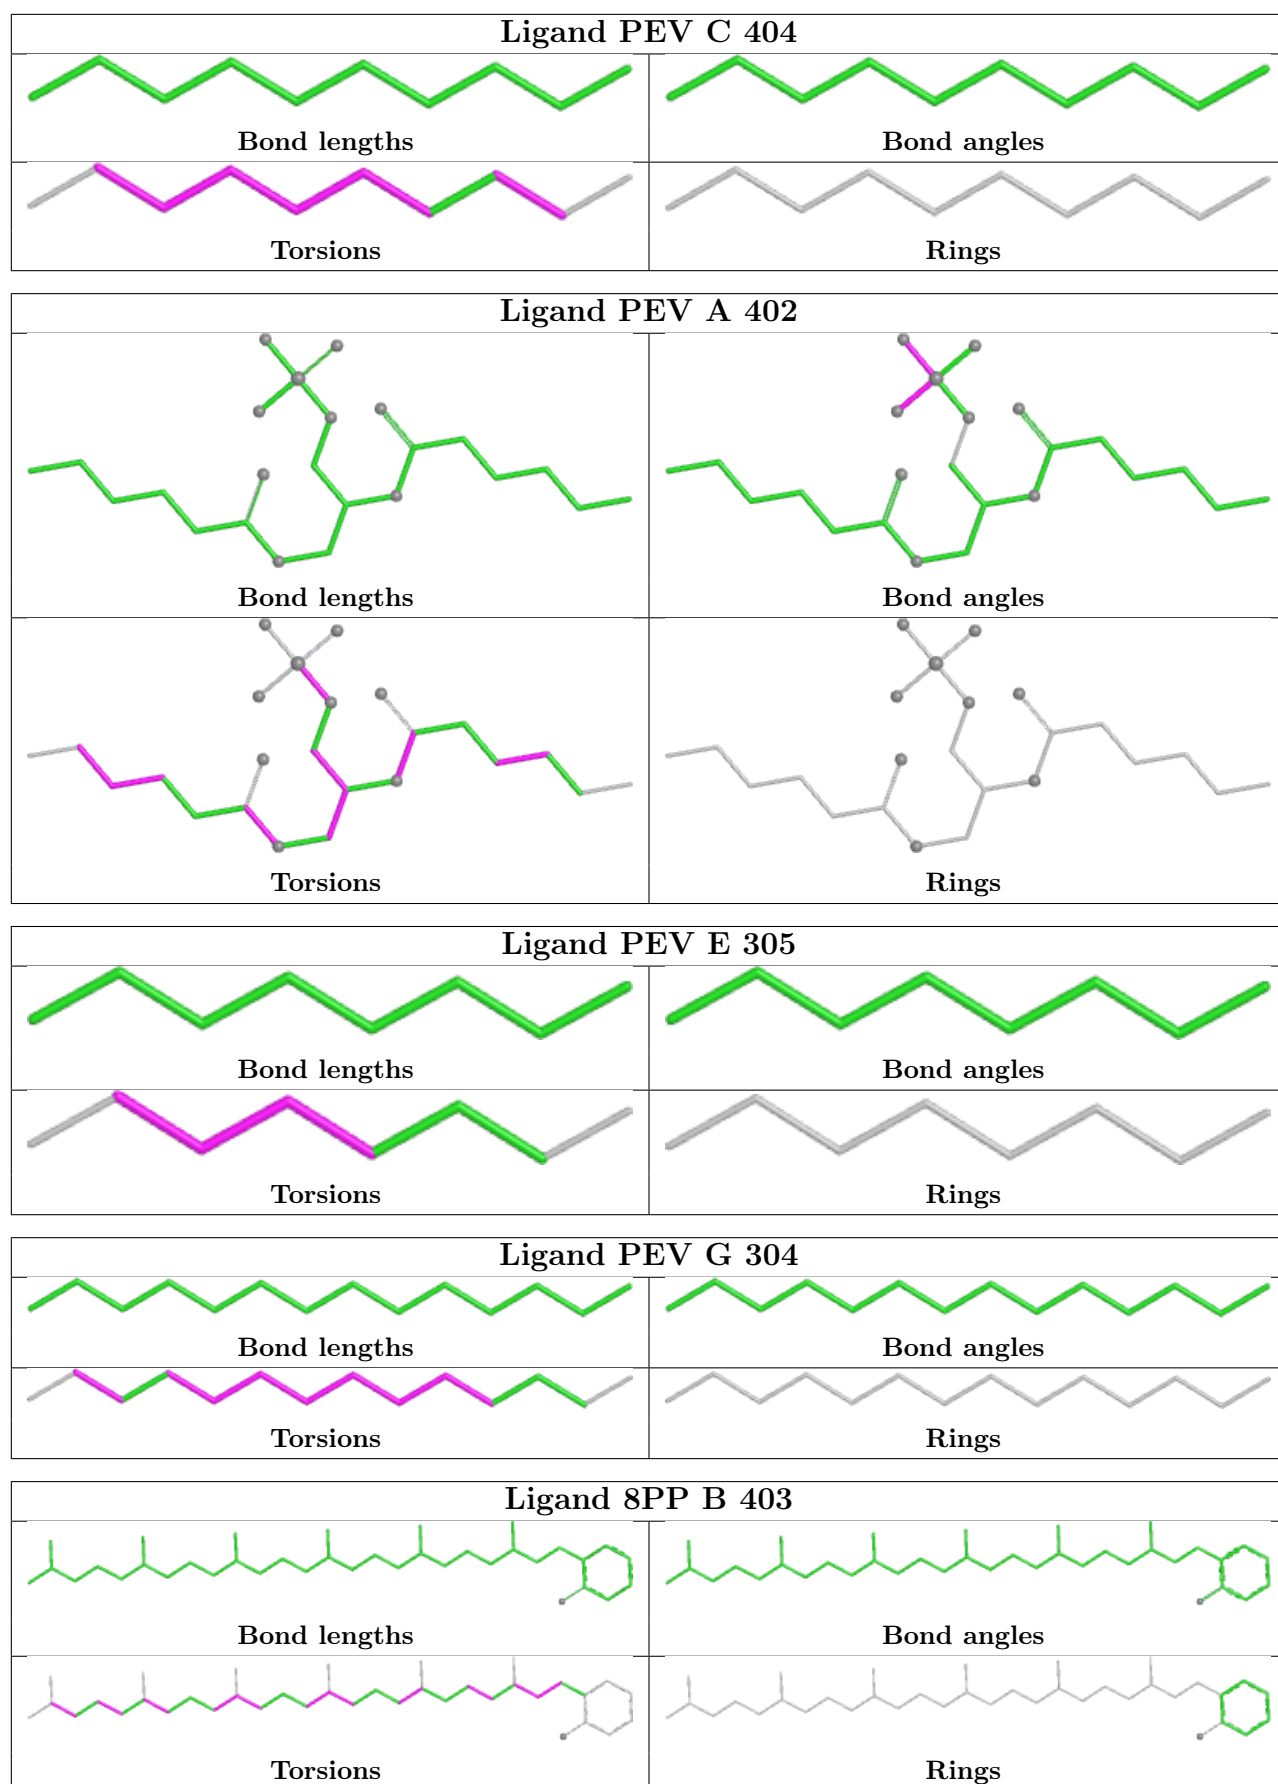 Ligand PEV C 404
Bond lengths Bond angles
Torsions Rings
Ligand PEV A 402
Bond lengths Bond angles
Torsions Rings
Ligand PEV E 305
Bond lengths Bond angles
Torsions Rings
Ligand PEV G 304
Bond lengths Bond angles
Torsions Rings
Ligand 8PP B 403
Bond lengths Bond angles
Torsions Rings